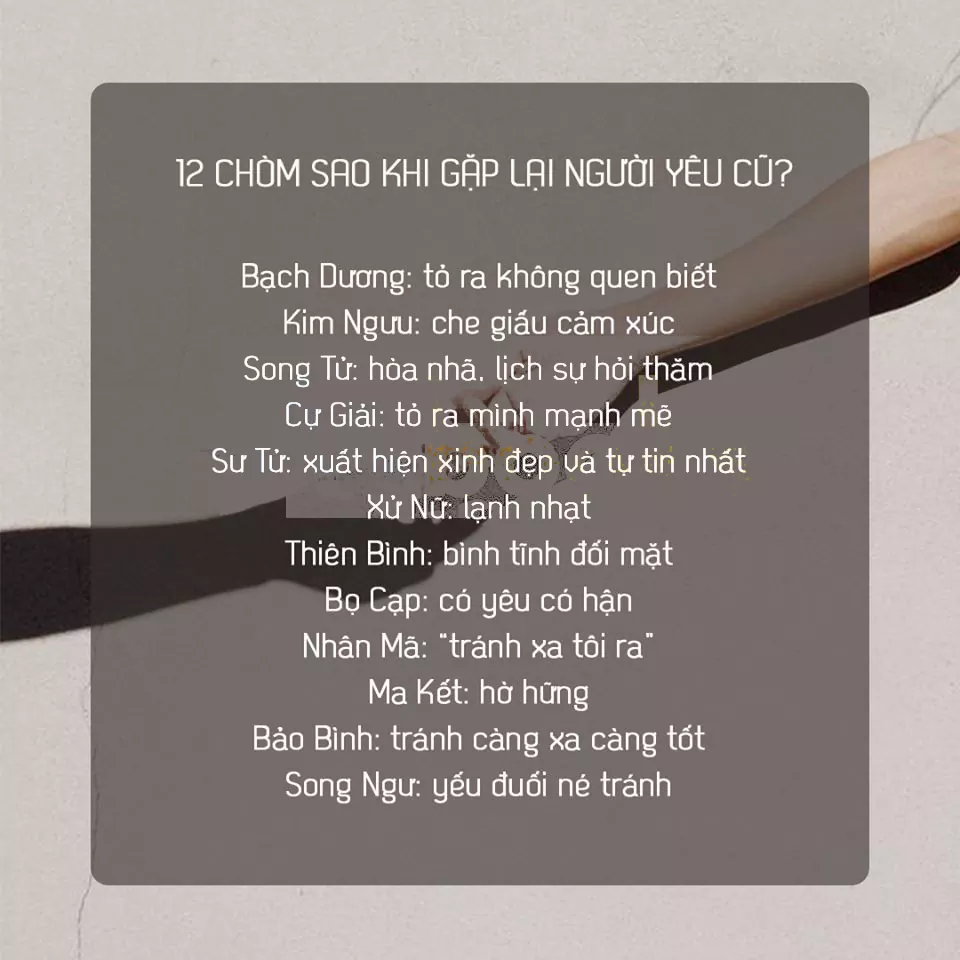 12 CHÒM SAO KHI GẶP LẠI NGƯỜI YÊU CŨ?
Bạch Dương: tỏ ra không quen biết
Kim Ngưu: che giấu cảm xúc
Song Tử: hòa nhã, lịch sự hỏi thăm
Cự Giải: tỏ ra mình mạnh mẽ
Sư Tử: xuất hiện xinh đẹp và tự tin nhất
Xử Nữ: lạnh nhạt
Thiên Bình: bình tĩnh đối mặt
Bọ Cạp: có yêu có hận
Nhân Mã: "tránh xa tôi ra"
Ma Kết: hờ hững
Bảo Bình: tránh càng xa càng tốt
Song Ngư: yếu đuối né tránh